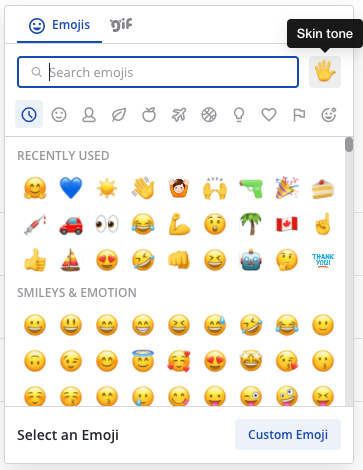 Emojis
gif
Skin tone
Search emojis
RECENTLY USED
THANK YOU!
SMILEYS & EMOTION
Select an Emoji
Custom Emoji